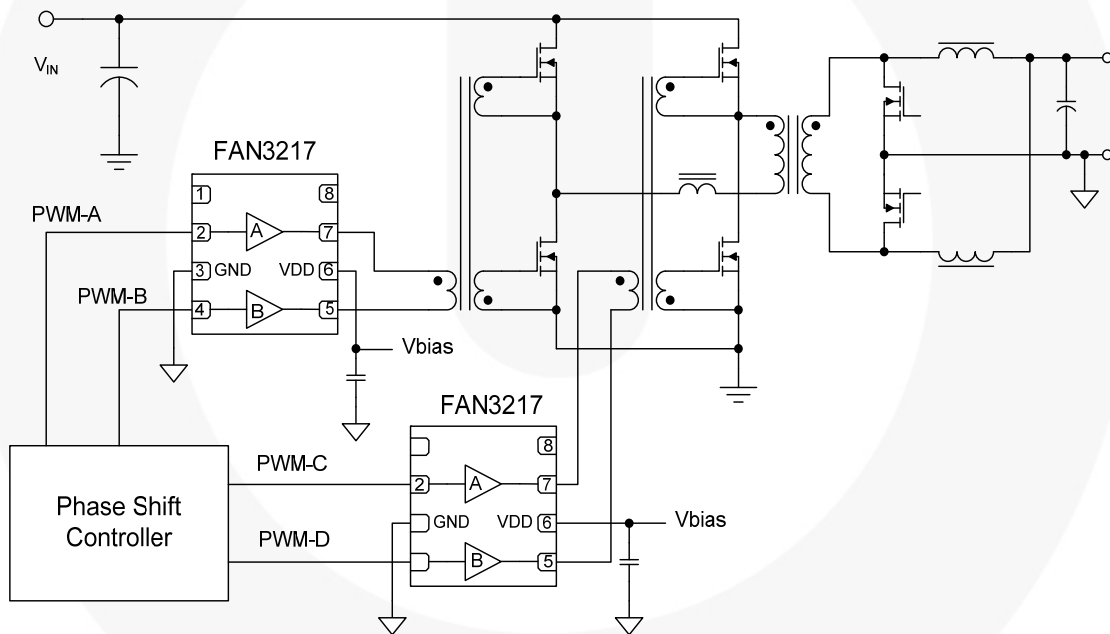 VIN
FAN3217
1
8
PWM-A
2
A
7
3
GND
VDD
6
PWM-B
4
B
5
Vbias
FAN3217
8
PWM-C
2
A
7
GND
VDD
6
Vbias
PWM-D
B
5
Phase Shift
Controller